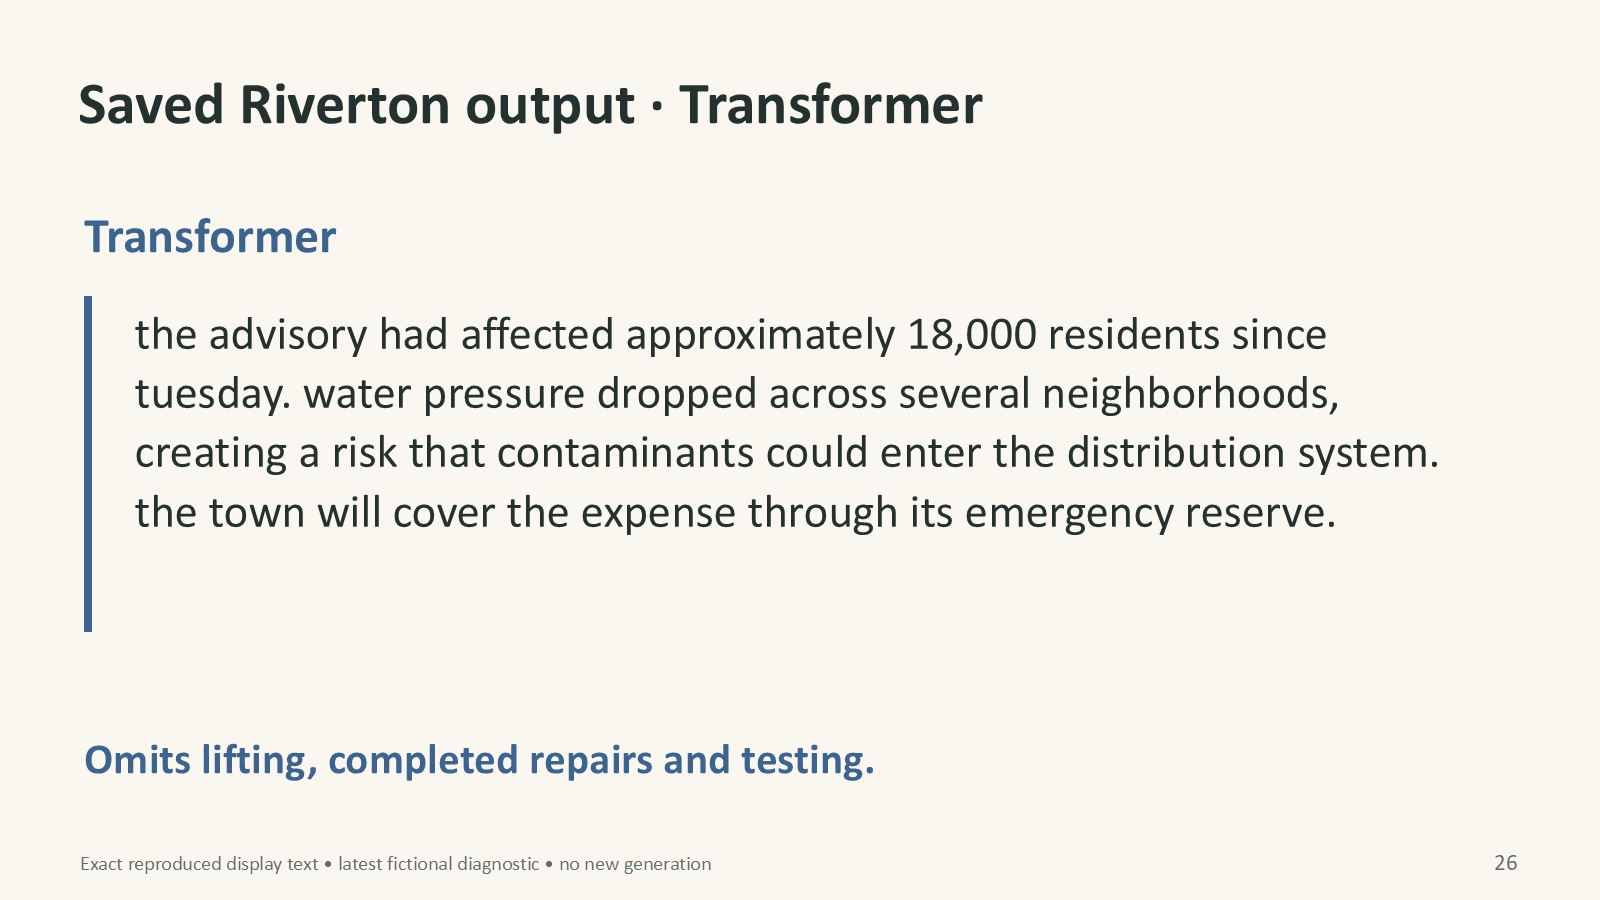 Saved Riverton output · Transformer
Transformer
the advisory had affected approximately 18,000 residents since
tuesday. water pressure dropped across several neighborhoods,
creating a risk that contaminants could enter the distribution system.
the town will cover the expense through its emergency reserve.
Omits lifting, completed repairs and testing.
Exact reproduced display text • latest fictional diagnostic • no new generation
26